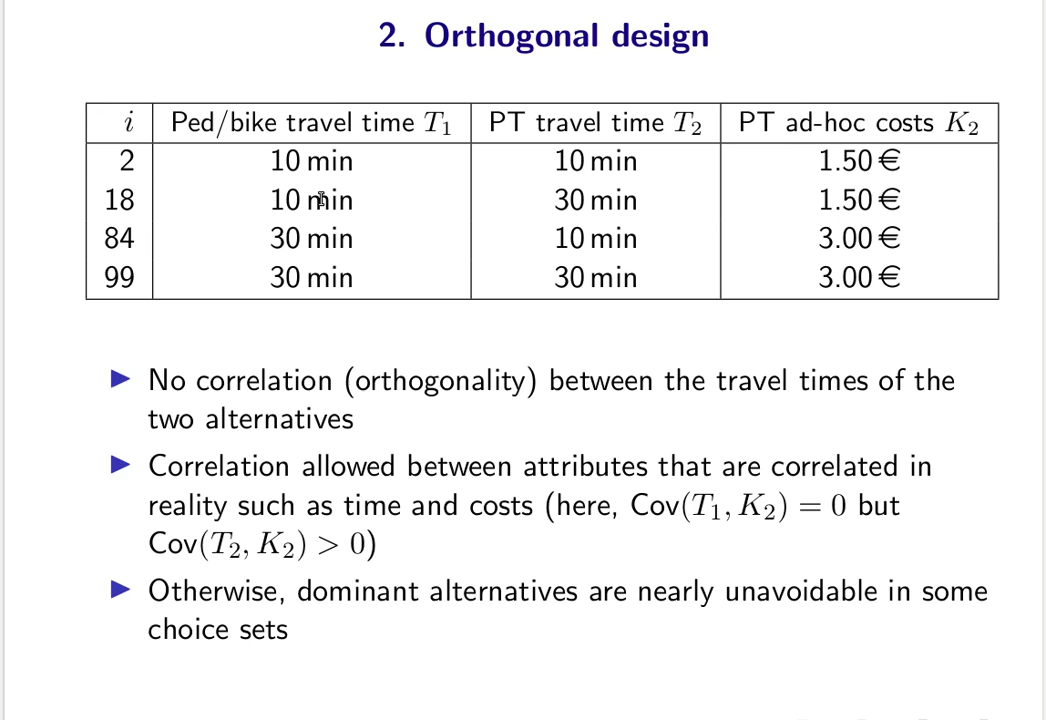 2. Orthogonal design
i Ped/bike travel time T₁ PT travel time T₂ PT ad-hoc costs K₂
2 10 min 10 min 1.50 €
18 10 min 30 min 1.50 €
84 30 min 10 min 3.00 €
99 30 min 30 min 3.00 €
▶ No correlation (orthogonality) between the travel times of the
two alternatives
▶ Correlation allowed between attributes that are correlated in
reality such as time and costs (here, Cov(T₁, K₂) = 0 but
Cov(T₂, K₂) > 0)
▶ Otherwise, dominant alternatives are nearly unavoidable in some
choice sets